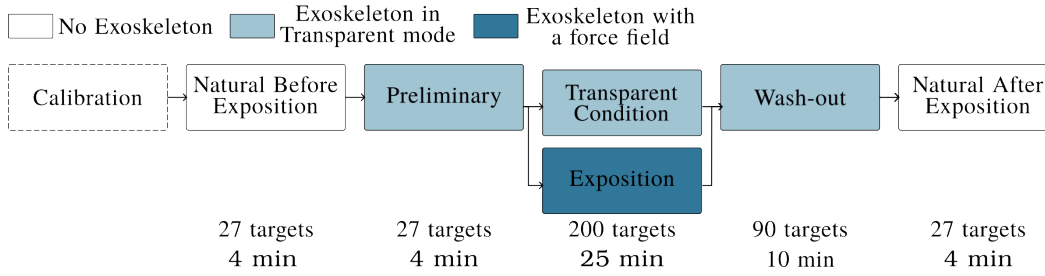 No Exoskeleton
Exoskeleton in
Transparent mode
Exoskeleton with
a force field
Calibration
Natural Before
Exposition
Preliminary
Transparent
Condition
Wash-out
Natural After
Exposition
Exposition
27 targets
4 min
27 targets
4 min
200 targets
25 min
90 targets
10 min
27 targets
4 min